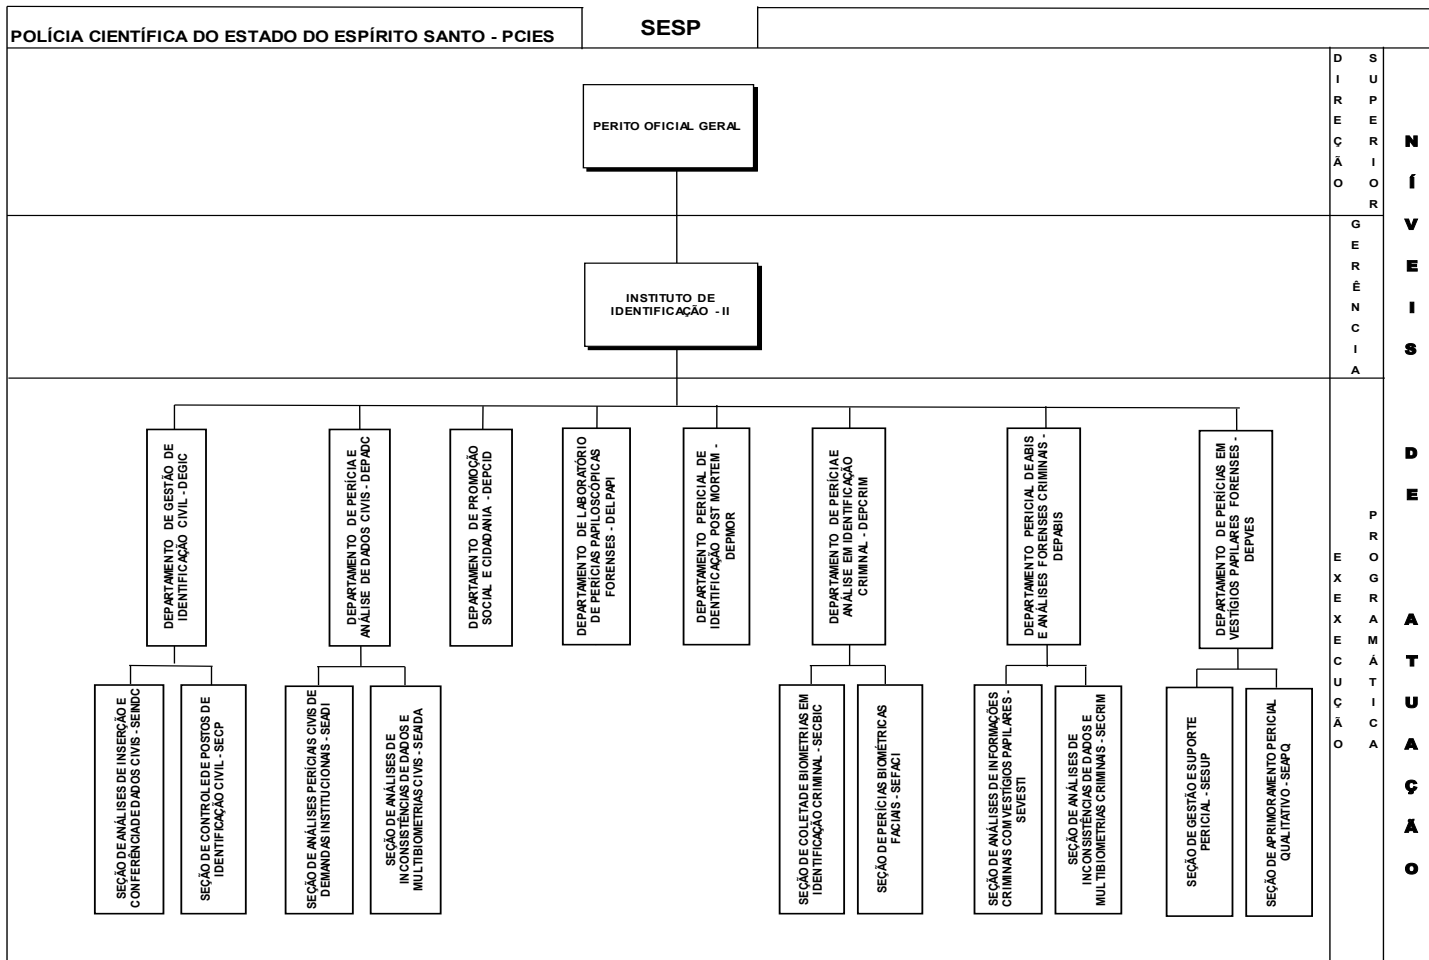 POLÍCIA CIENTÍFICA DO ESTADO DO ESPÍRITO SANTO - PCIES
SESP
PERITO OFICIAL GERAL
DIREÇÃO
SUPERIOR
INSTITUTO DE
IDENTIFICAÇÃO - II
GERÊNCIA
DEPARTAMENTO DE GESTÃO DE
IDENTIFICAÇÃO CIVIL - DEGIC
DEPARTAMENTO DE PERÍCIA E
ANÁLISE DE DADOS CIVIS - DEPADC
DEPARTAMENTO DE PROMOÇÃO
SOCIAL E CIDADANIA - DEPCID
DEPARTAMENTO DE LABORATÓRIO
DE PERÍCIAS PAPILOSCÓPICAS
FORENSES - DELPAPI
DEPARTAMENTO PERICIAL DE
IDENTIFICAÇÃO POST MORTEM -
DEPMOR
DEPARTAMENTO DE PERÍCIA E
ANÁLISE EM IDENTIFICAÇÃO
CRIMINAL - DEPCRIM
DEPARTAMENTO PERICIAL DE ABIS
E ANÁLISES FORENSES CRIMINAIS -
DEPABIS
DEPARTAMENTO DE PERÍCIAS EM
VESTÍGIOS PAPILARES FORENSES -
DEPVES
SEÇÃO DE ANÁLISES DE INSERÇÃO E
CONFERÊNCIA DE DADOS CIVIS - SEINDC
SEÇÃO DE CONTROLE DE POSTOS DE
IDENTIFICAÇÃO CIVIL - SECP
SEÇÃO DE ANÁLISES PERÍCIAIS CIVIS DE
DEMANDAS INSTITUCIONAIS - SEADI
SEÇÃO DE ANÁLISES DE
INCONSISTÊNCIAS DE DADOS E
MULTIBIOMETRIAS CIVIS - SEAINDA
SEÇÃO DE COLETA DE BIOMETRIAS EM
IDENTIFICAÇÃO CRIMINAL - SECBIC
SEÇÃO DE PERÍCIAS BIOMÉTRICAS
FACIAIS - SEFACI
SEÇÃO DE ANÁLISES DE INFORMAÇÕES
CRIMINAIS COM VESTÍGIOS PAPILARES -
SEVESTI
SEÇÃO DE ANÁLISES DE
INCONSISTÊNCIAS DE DADOS E
MULTIBIOMETRIAS CRIMINAIS - SECRIM
SEÇÃO DE GESTÃO E SUPORTE
PERICIAL - SESUP
SEÇÃO DE APRIMORAMENTO PERICIAL
QUALITATIVO - SEAPQ
EXEXECUÇÃO
PROGRAMÁTICA
NÍVEIS DE ATUAÇÃO